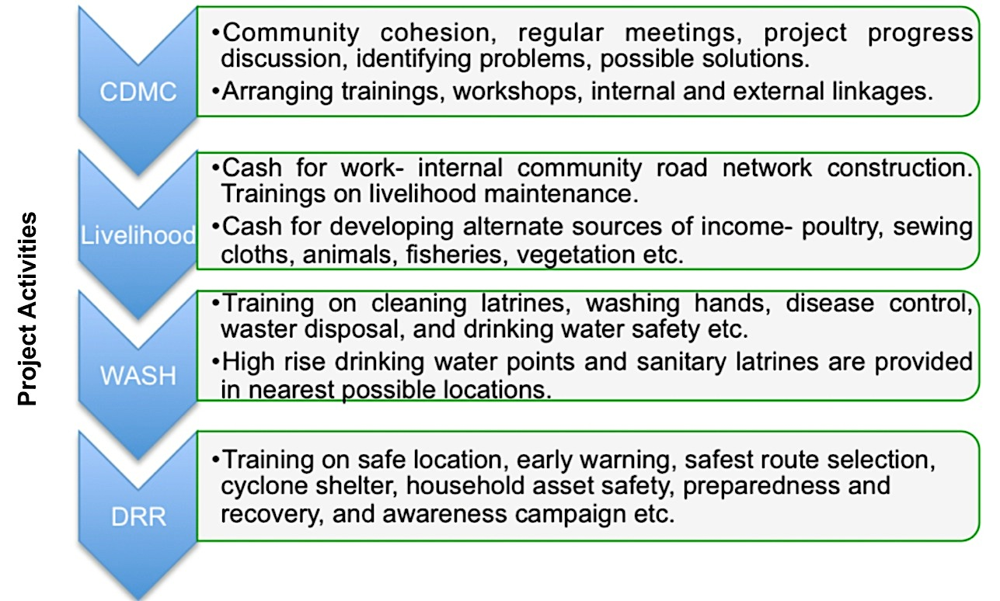 Project Activities
CDMC
•Community cohesion, regular meetings, project progress
discussion, identifying problems, possible solutions.
•Arranging trainings, workshops, internal and external linkages.
Livelihood
•Cash for work- internal community road network construction.
Trainings on livelihood maintenance.
•Cash for developing alternate sources of income- poultry, sewing
cloths, animals, fisheries, vegetation etc.
WASH
•Training on cleaning latrines, washing hands, disease control,
waster disposal, and drinking water safety etc.
•High rise drinking water points and sanitary latrines are provided
in nearest possible locations.
DRR
•Training on safe location, early warning, safest route selection,
cyclone shelter, household asset safety, preparedness and
recovery, and awareness campaign etc.